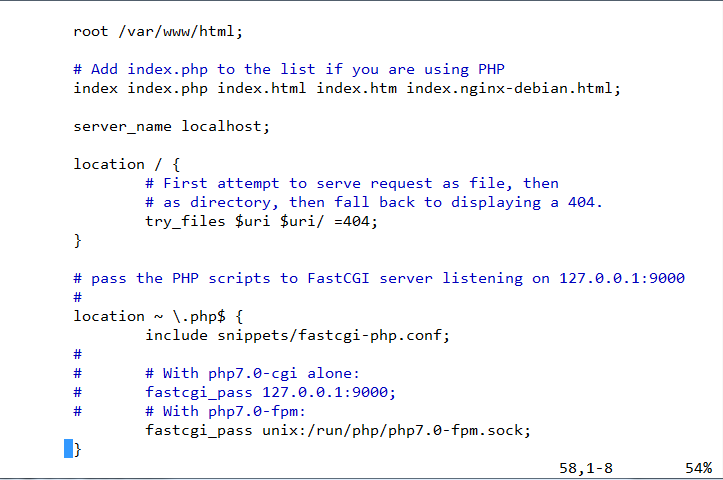 root /var/www/html;
# Add index.php to the list if you are using PHP
index index.php index.html index.htm index.nginx-debian.html;
server_name localhost;
location / {
# First attempt to serve request as file, then
# as directory, then fall back to displaying a 404.
try_files $uri $uri/ =404;
}
# pass the PHP scripts to FastCGI server listening on 127.0.0.1:9000
#
location ~ \.php$ {
include snippets/fastcgi-php.conf;
#
# # With php7.0-cgi alone:
# fastcgi_pass 127.0.0.1:9000;
# # With php7.0-fpm:
fastcgi_pass unix:/run/php/php7.0-fpm.sock;
}
58,1-8 54%